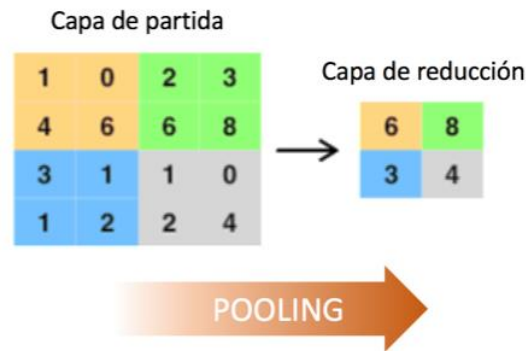 Capa de partida
1 0 2 3
4 6 6 8
3 1 1 0
1 2 2 4
Capa de reducción
6 8
3 4
POOLING